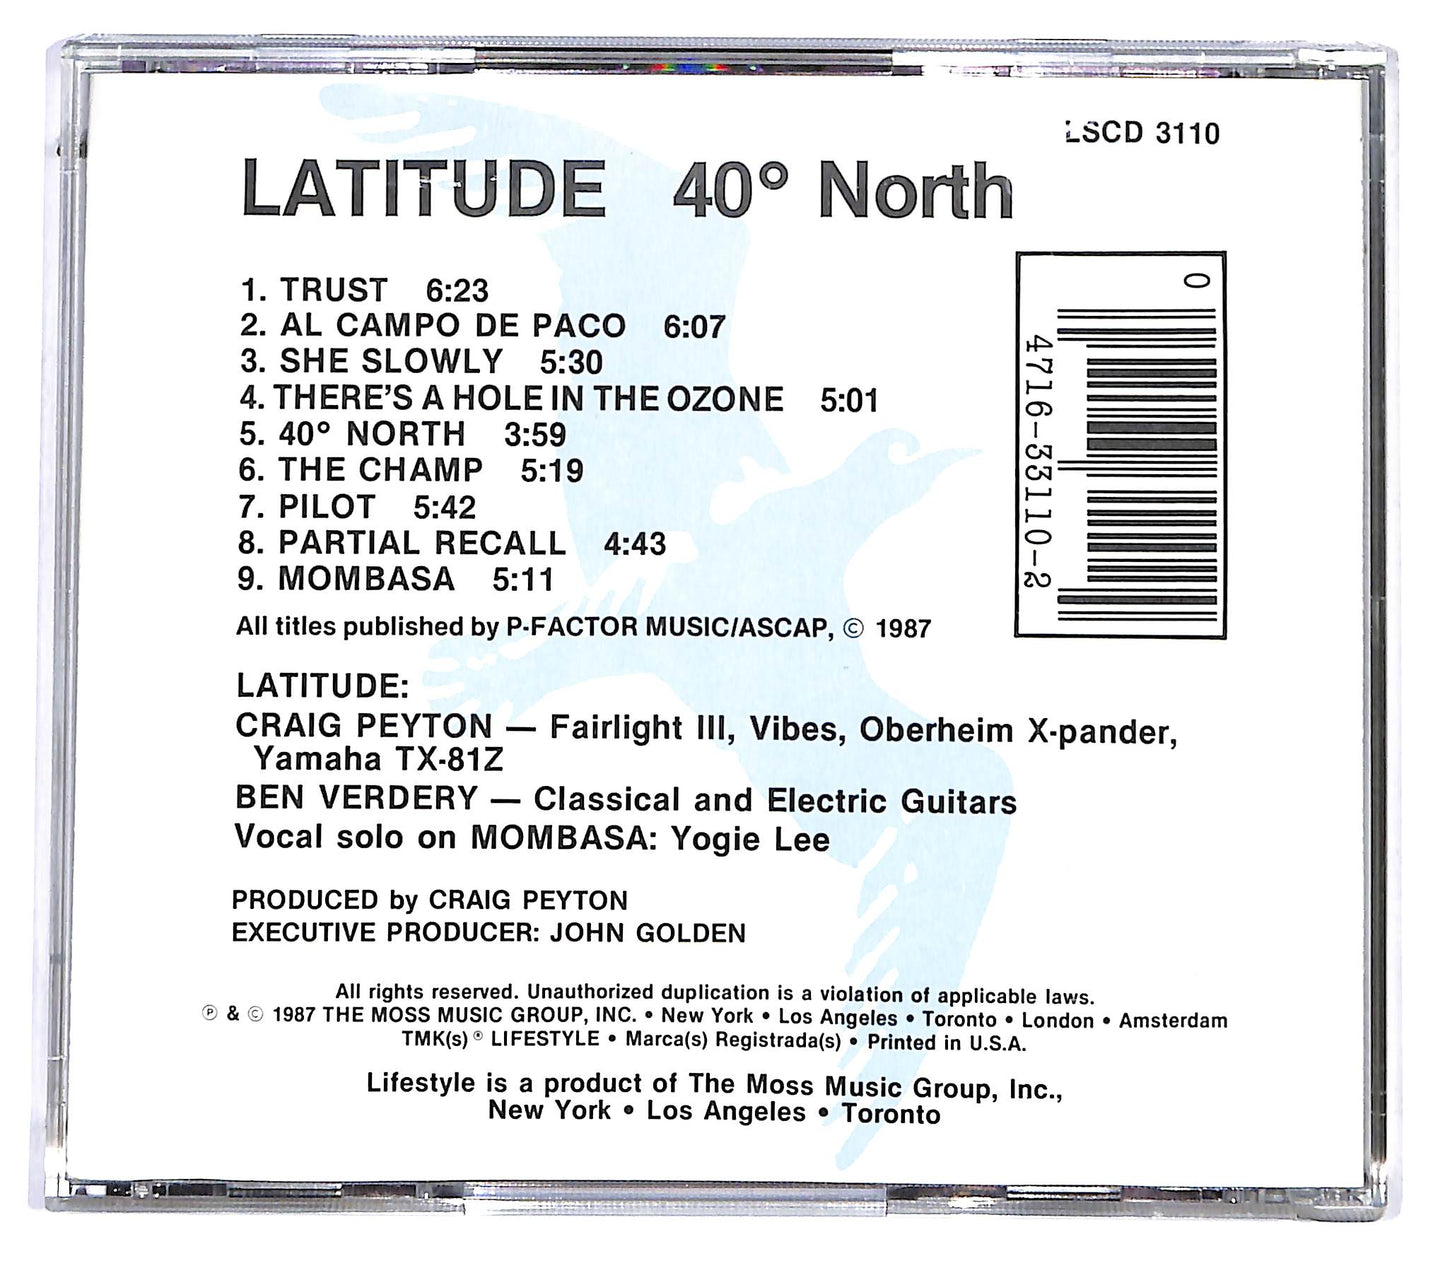 LSCD 3110
LATITUDE 40° North
1. TRUST 6:23
2. AL CAMPO DE PACO 6:07
3. SHE SLOWLY 5:30
4. THERE'S A HOLE IN THE OZONE 5:01
5. 40° NORTH 3:59
6. THE CHAMP 5:19
7. PILOT 5:42
8. PARTIAL RECALL 4:43
9. MOMBASA 5:11
0
4716-33110-2
All titles published by P-FACTOR MUSIC/ASCAP, © 1987
LATITUDE:
CRAIG PEYTON — Fairlight III, Vibes, Oberheim X-pander,
Yamaha TX-81Z
BEN VERDERY — Classical and Electric Guitars
Vocal solo on MOMBASA: Yogie Lee
PRODUCED by CRAIG PEYTON
EXECUTIVE PRODUCER: JOHN GOLDEN
All rights reserved. Unauthorized duplication is a violation of applicable laws.
℗ & © 1987 THE MOSS MUSIC GROUP, INC. • New York • Los Angeles • Toronto • London • Amsterdam
TMK(s) ® LIFESTYLE • Marca(s) Registrada(s) • Printed in U.S.A.
Lifestyle is a product of The Moss Music Group, Inc.,
New York • Los Angeles • Toronto